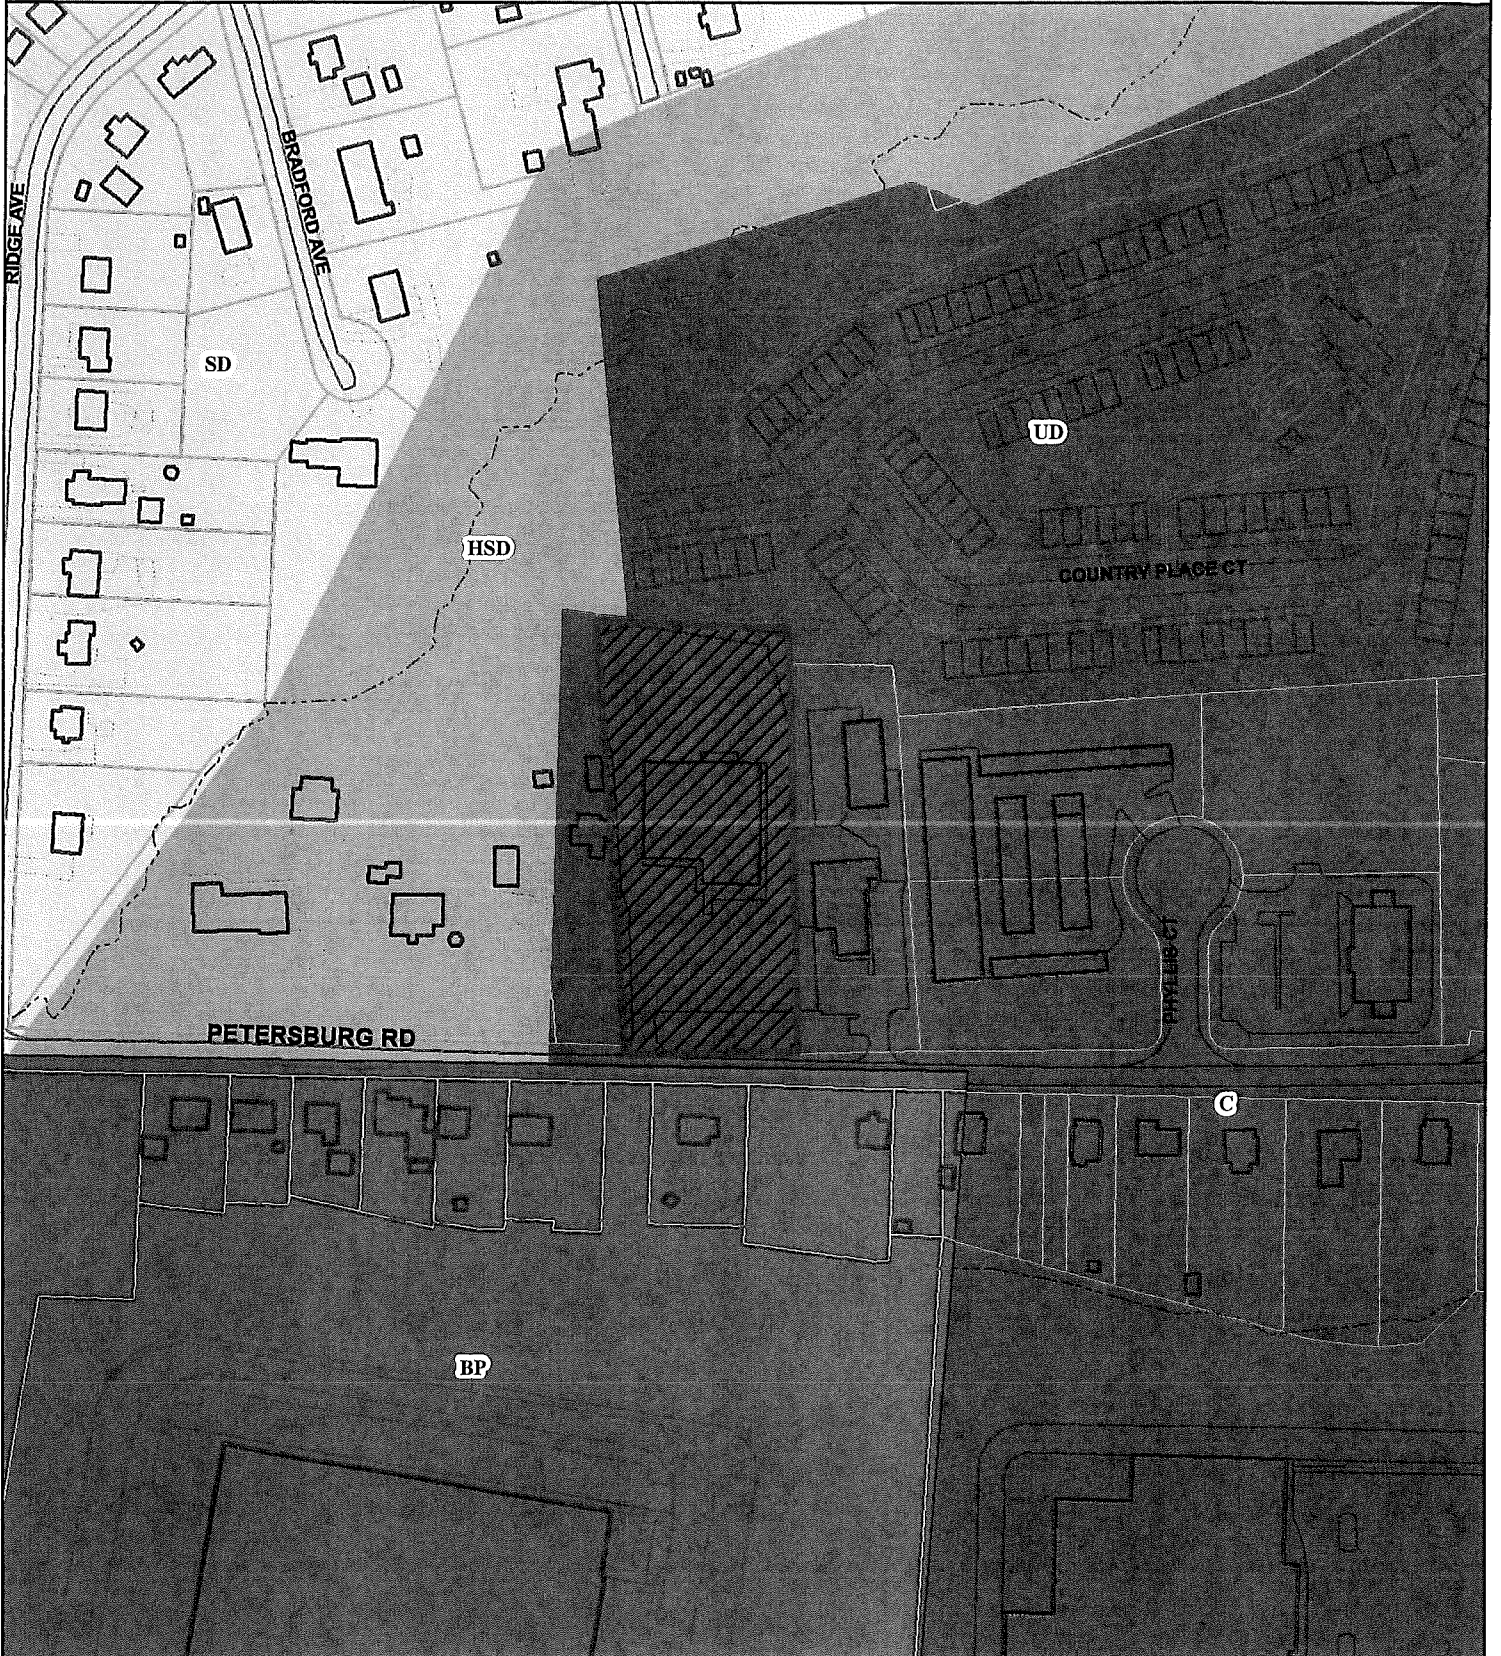 BRADFORD AVE
RIDGE AVE
SD
UD
HSD
COUNTRY PLACE CT
PHYLLIS CT
PETERSBURG RD
C
BP